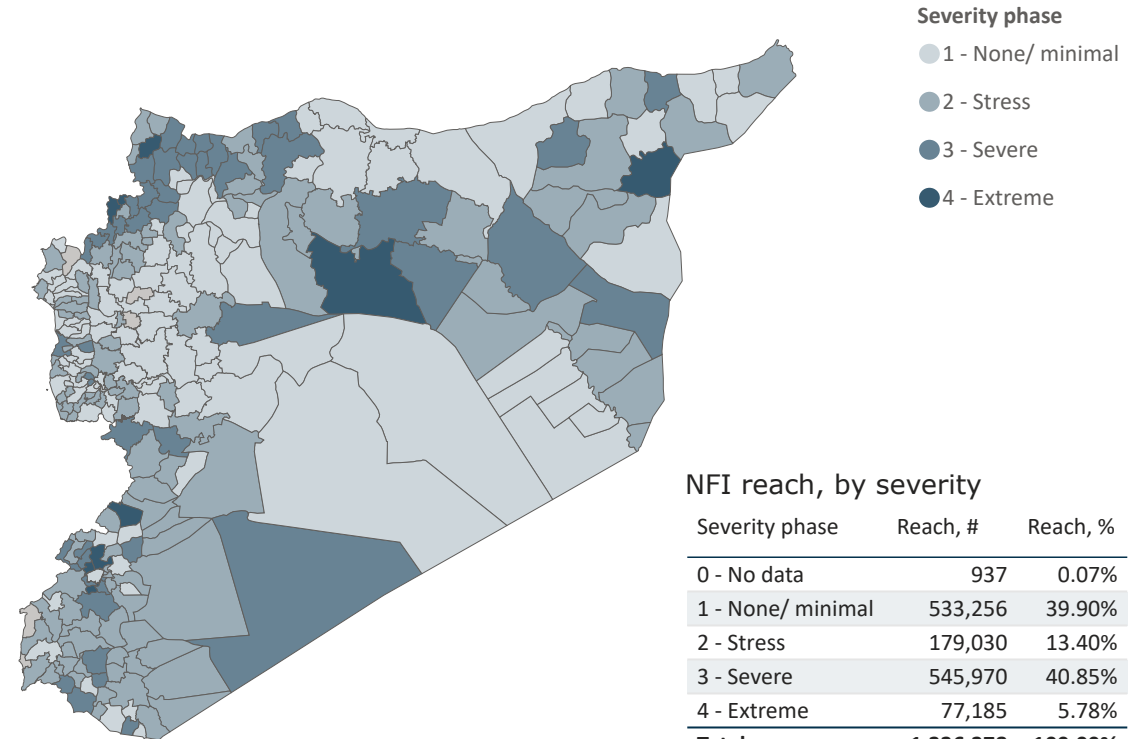 Severity phase
1 - None/ minimal
2 - Stress
3 - Severe
4 - Extreme
NFI reach, by severity
Severity phase Reach, # Reach, %
0 - No data 937 0.07%
1 - None/ minimal 533,256 39.90%
2 - Stress 179,030 13.40%
3 - Severe 545,970 40.85%
4 - Extreme 77,185 5.78%